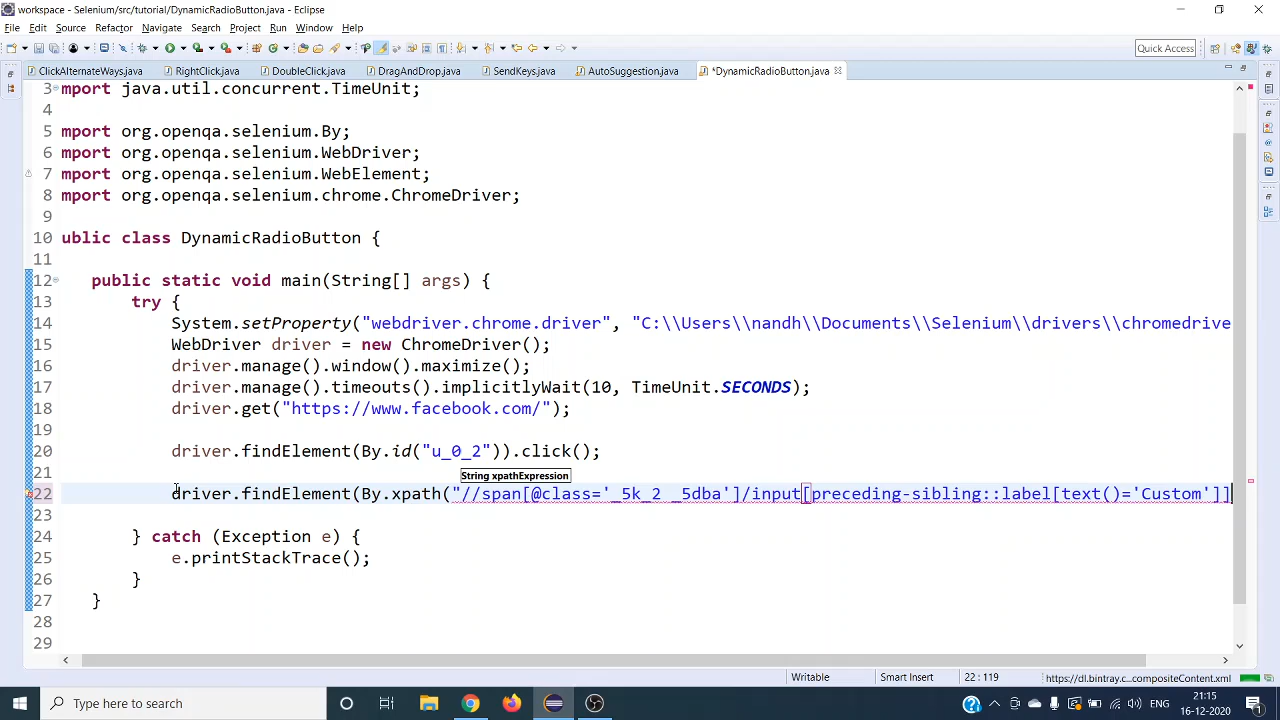 workspace - Selenium/src/tutorial/DynamicRadioButton.java - Eclipse
File Edit Source Refactor Navigate Search Project Run Window Help
Quick Access
ClickAlternateWays.java RightClick.java DoubleClick.java DragAndDrop.java SendKeys.java AutoSuggestion.java *DynamicRadioButton.java
3 mport java.util.concurrent.TimeUnit;
4
5 mport org.openqa.selenium.By;
6 mport org.openqa.selenium.WebDriver;
7 mport org.openqa.selenium.WebElement;
8 mport org.openqa.selenium.chrome.ChromeDriver;
9
10 ublic class DynamicRadioButton {
11
12 public static void main(String[] args) {
13 try {
14 System.setProperty("webdriver.chrome.driver", "C:\\Users\\nandh\\Documents\\Selenium\\drivers\\chromedrive
15 WebDriver driver = new ChromeDriver();
16 driver.manage().window().maximize();
17 driver.manage().timeouts().implicitlyWait(10, TimeUnit.SECONDS);
18 driver.get("https://www.facebook.com/");
19
20 driver.findElement(By.id("u_0_2")).click();
21
String xpathExpression
22 driver.findElement(By.xpath("//span[@class='_5k_2 _5dba']/input[preceding-sibling::label[text()='Custom']]
23
24 } catch (Exception e) {
25 e.printStackTrace();
26 }
27 }
28
29
Writable Smart Insert 22 : 119 https://dl.bintray.c...compositeContent.xml
Type here to search
ENG
21:15
16-12-2020